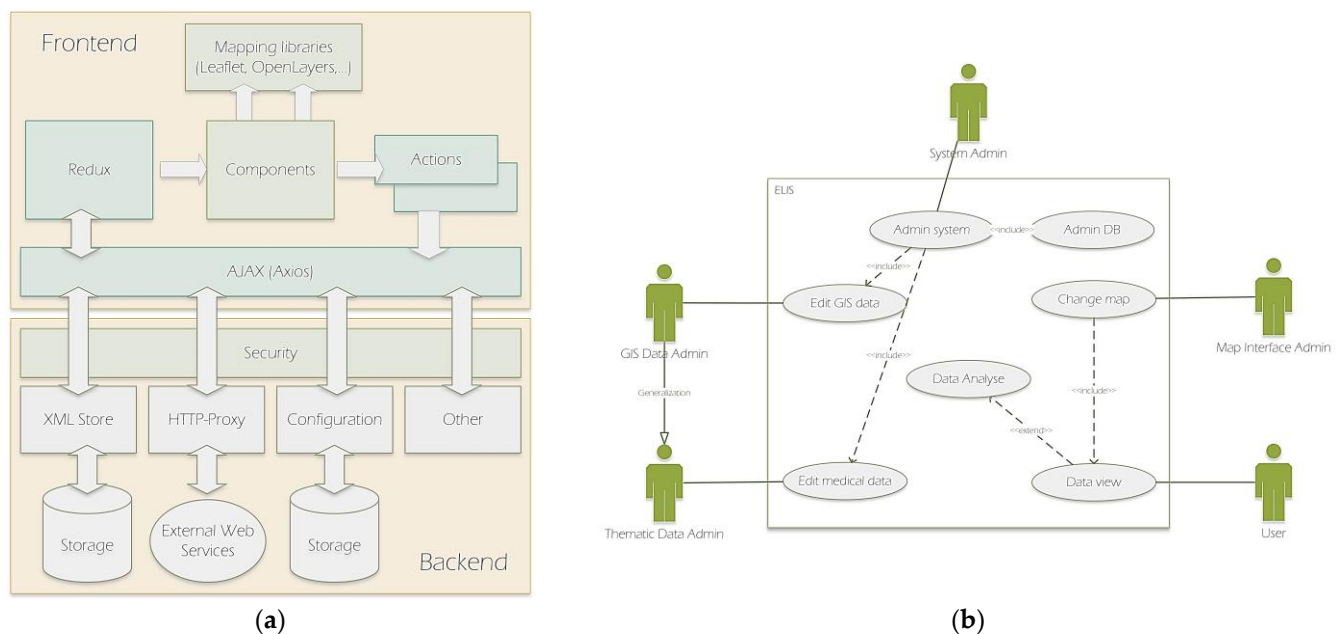 Frontend
Mapping libraries
(Leaflet, OpenLayers,...)
Redux
Components
Actions
AJAX (Axios)
Security
XML Store
HTTP-Proxy
Configuration
Other
Storage
External Web
Services
Storage
Backend
(a)
System Admin
ELIS
Admin system
<<include>>
Admin DB
<<include>>
Edit GIS data
Change map
GIS Data Admin
Map Interface Admin
<<include>>
Data Analyse
<<include>>
Generalization
<<extend>>
Edit medical data
Data view
Thematic Data Admin
User
(b)